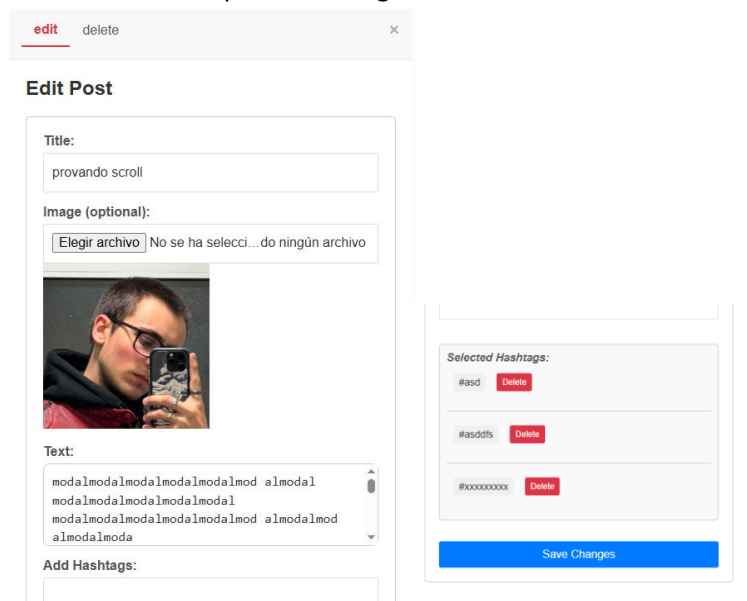 edit delete ×
Edit Post
Title:
provando scroll
Image (optional):
Elegir archivo No se ha selecci…do ningún archivo
Text:
modalmodalmodalmodalmodalmod almodal
modalmodalmodalmodalmodal
modalmodalmodalmodalmodalmod almodalmod
almodalmoda
Add Hashtags:
Selected Hashtags:
#asd Delete
#asddfs Delete
#xxxxxxxxx Delete
Save Changes